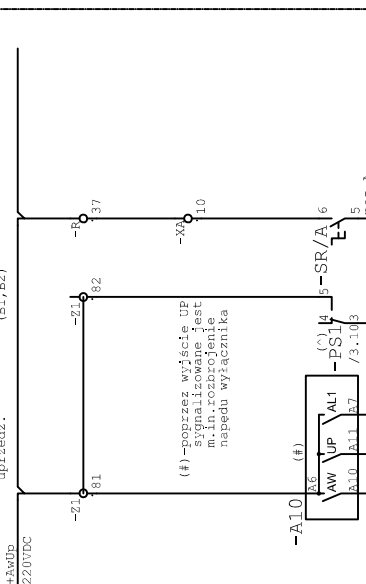 uprzedz.
(B1,B2)
+AwUp
220VDC
-R
37
-XA
10
-SR/A
6
5
-Z1
82
5
4
3
(^)
-PS1
/3.103
(#)-poprzez wyjście UP
sygnalizowane jest
m.in.rozbrojenie
napędu wyłącznika
-Z1
81
-A10
(#)
A6
AW
UP
AL1
A10
A11
A7